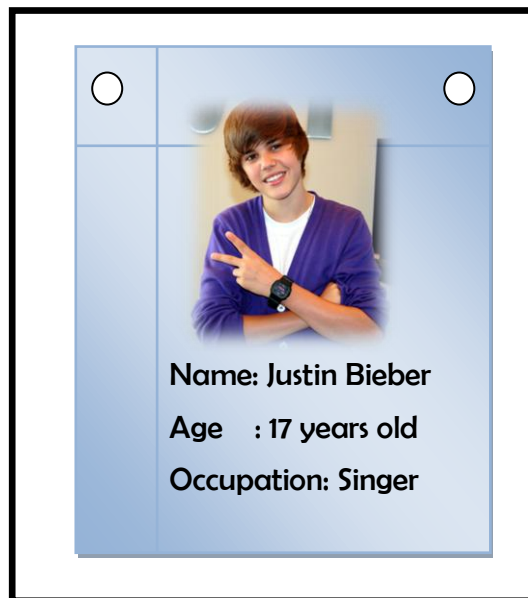 Name: Justin Bieber
Age : 17 years old
Occupation: Singer